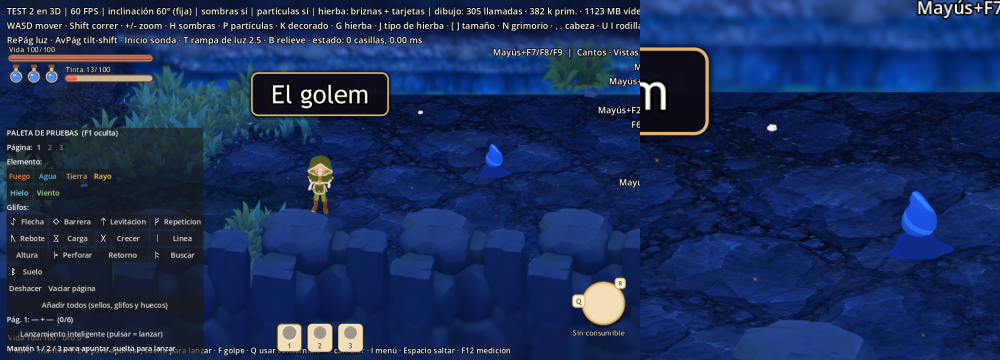 TEST 2 en 3D | 60 FPS | inclinación 60° (fija) | sombras sí | partículas sí | hierba: briznas + tarjetas | dibujo: 305 llamadas · 382 k prim. · 1123 MB víde
WASD mover · Shift correr · +/- zoom · H sombras · P partículas · K decorado · G hierba · J tipo de hierba · [ ] tamaño · , . cabeza · U I rodill
RePág luz · AvPág tilt-shift · Inicio sonda · T rampa de luz 2.5 · B relieve · estado: 0 casillas, 0.00 ms
Mayús+F7/F8/F9 | Cantos · Vistas
Mayús+F7
Vida 100/100
Tinta 13/100
M
Mayús+
El golem
m
Mayús+F2
F6
PALETA DE PRUEBAS (F1 oculta)
Página: 1 2 3
Elemento:
Fuego Agua Tierra Rayo
Hielo Viento
Mayú
Glifos:
Flecha Barrera Levitacion Repeticion
Rebote Carga Crecer Linea
Altura Perforar Retorno Buscar
Suelo
Deshacer Vaciar página
Añadir todos (sellos, glifos y huecos)
Pág. 1: — + — (0/6)
Lanzamiento inteligente (pulsar = lanzar)
Mantén 1 / 2 / 3 para apuntar, suelta para lanzar
R
Q
Sin consumible
1 2 3
· F golpe · Q usar
I menú · Espacio saltar · F12 medición